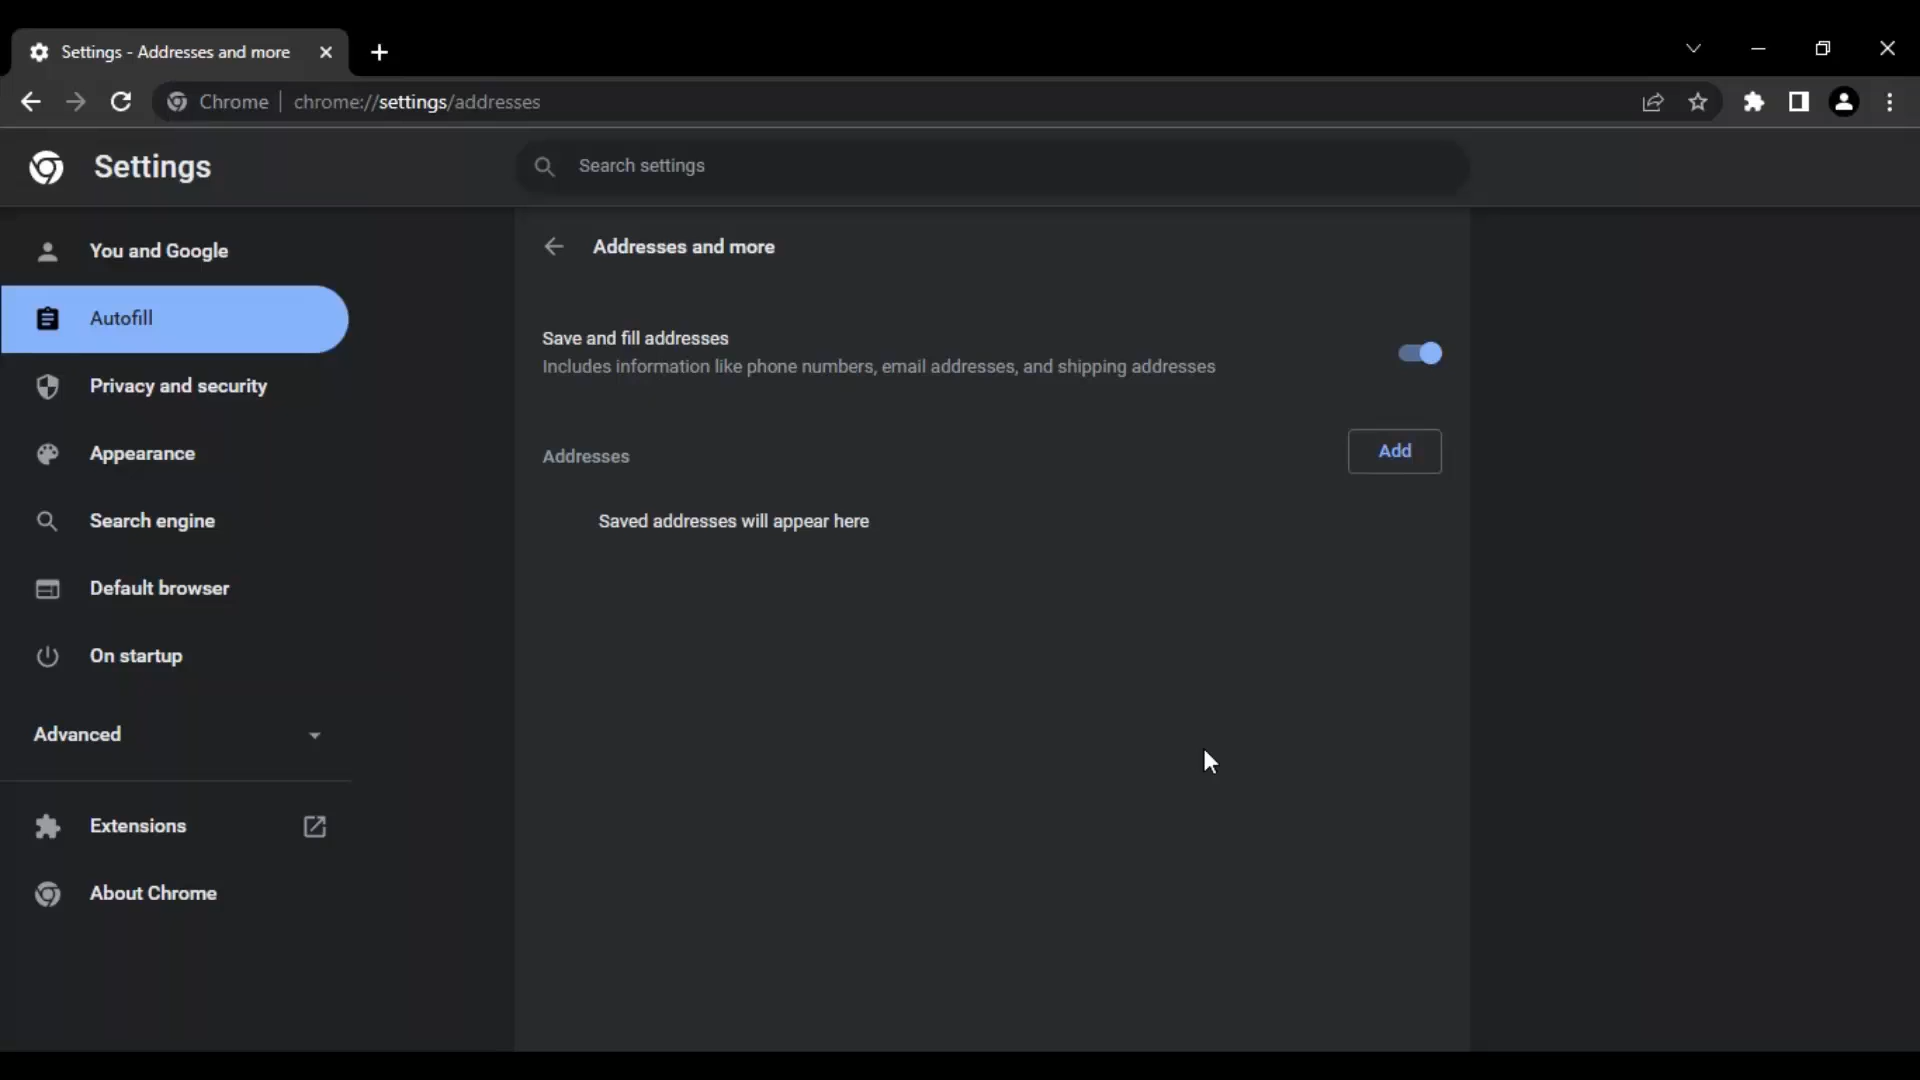 Settings - Addresses and more
Chrome chrome://settings/addresses
Settings
Search settings
You and Google
Autofill
Privacy and security
Appearance
Search engine
Default browser
On startup
Advanced
Extensions
About Chrome
Addresses and more
Save and fill addresses
Includes information like phone numbers, email addresses, and shipping addresses
Addresses
Add
Saved addresses will appear here